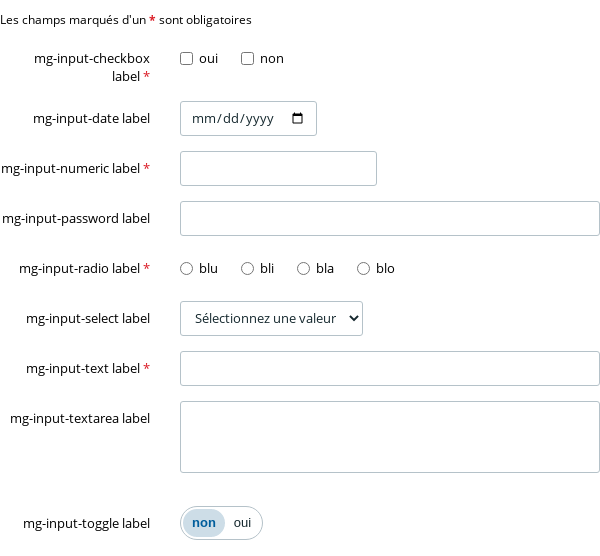 Les champs marqués d'un * sont obligatoires
mg-input-checkbox label * oui non
mg-input-date label mm/dd/yyyy
mg-input-numeric label *
mg-input-password label
mg-input-radio label * blu bli bla blo
mg-input-select label Sélectionnez une valeur
mg-input-text label *
mg-input-textarea label
mg-input-toggle label non oui